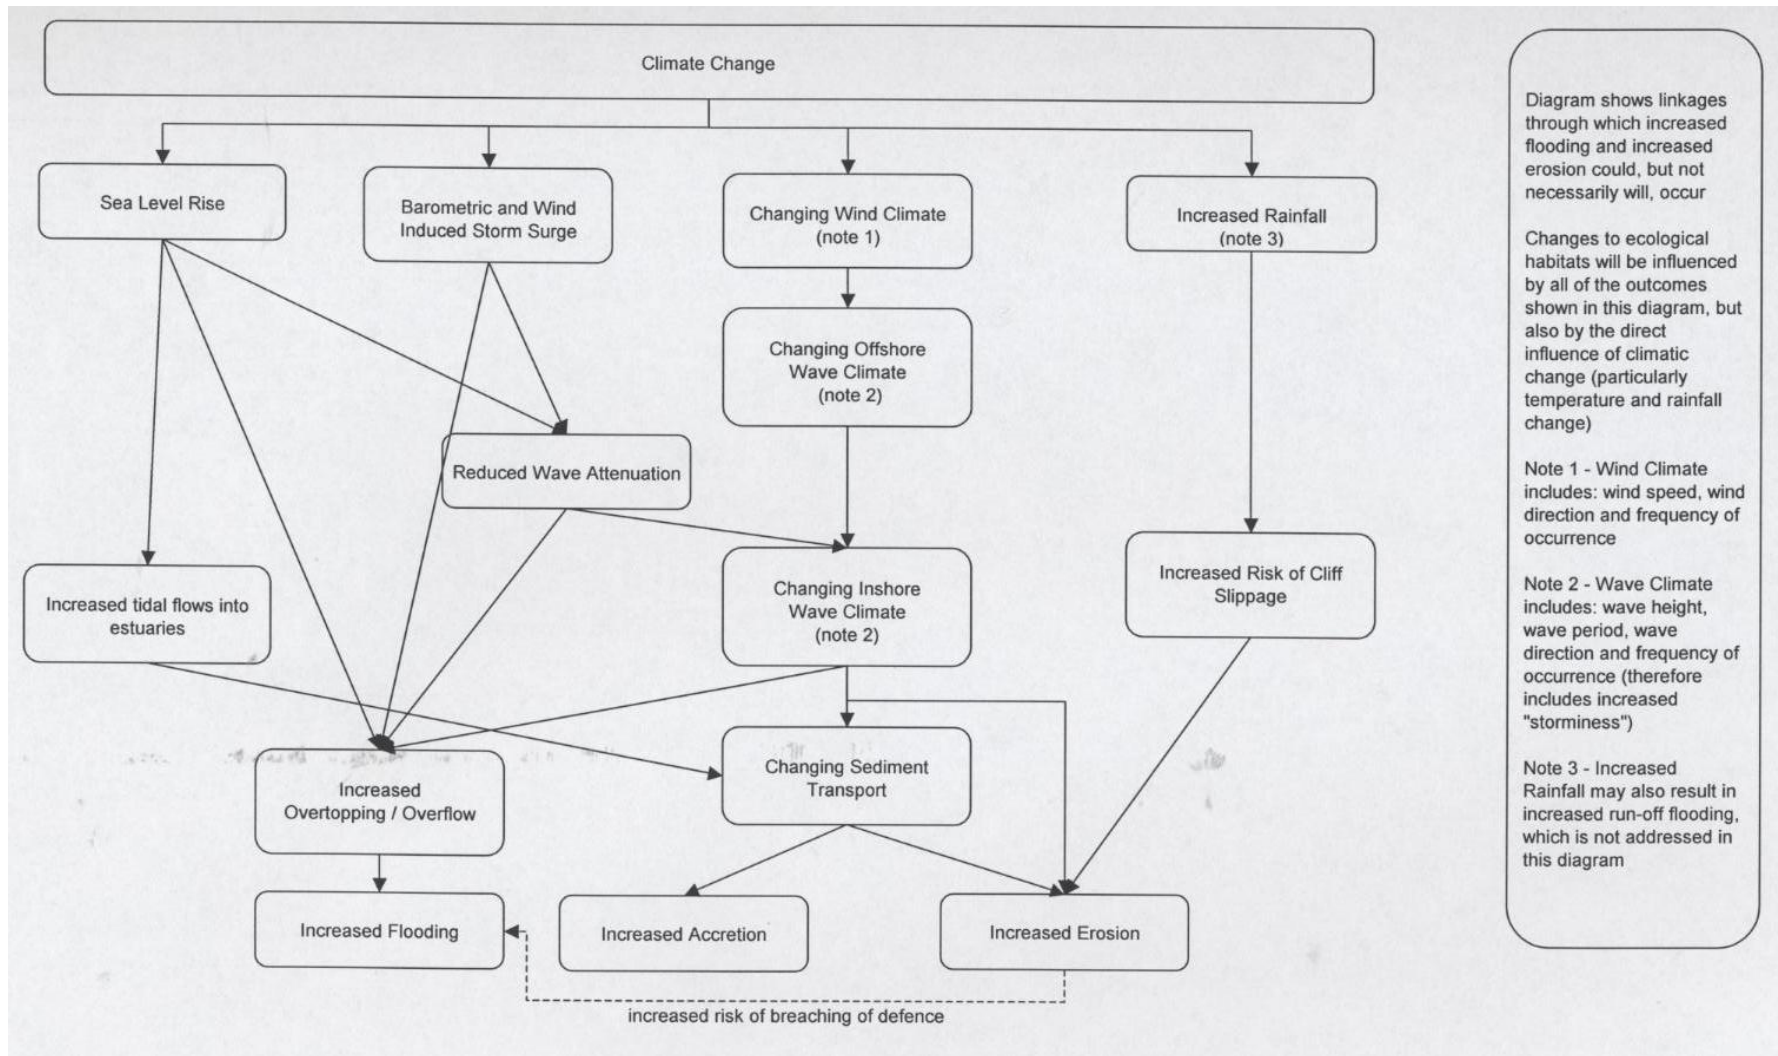 Climate Change
Sea Level Rise
Barometric and Wind
Induced Storm Surge
Changing Wind Climate
(note 1)
Increased Rainfall
(note 3)
Changing Offshore
Wave Climate
(note 2)
Reduced Wave Attenuation
Increased tidal flows into
estuaries
Changing Inshore
Wave Climate
(note 2)
Increased Risk of Cliff
Slippage
Increased
Overtopping / Overflow
Changing Sediment
Transport
Increased Flooding
Increased Accretion
Increased Erosion
increased risk of breaching of defence
Diagram shows linkages
through which increased
flooding and increased
erosion could, but not
necessarily will, occur
Changes to ecological
habitats will be influenced
by all of the outcomes
shown in this diagram, but
also by the direct
influence of climatic
change (particularly
temperature and rainfall
change)
Note 1 - Wind Climate
includes: wind speed, wind
direction and frequency of
occurrence
Note 2 - Wave Climate
includes: wave height,
wave period, wave
direction and frequency of
occurrence (therefore
includes increased
"storminess")
Note 3 - Increased
Rainfall may also result in
increased run-off flooding,
which is not addressed in
this diagram